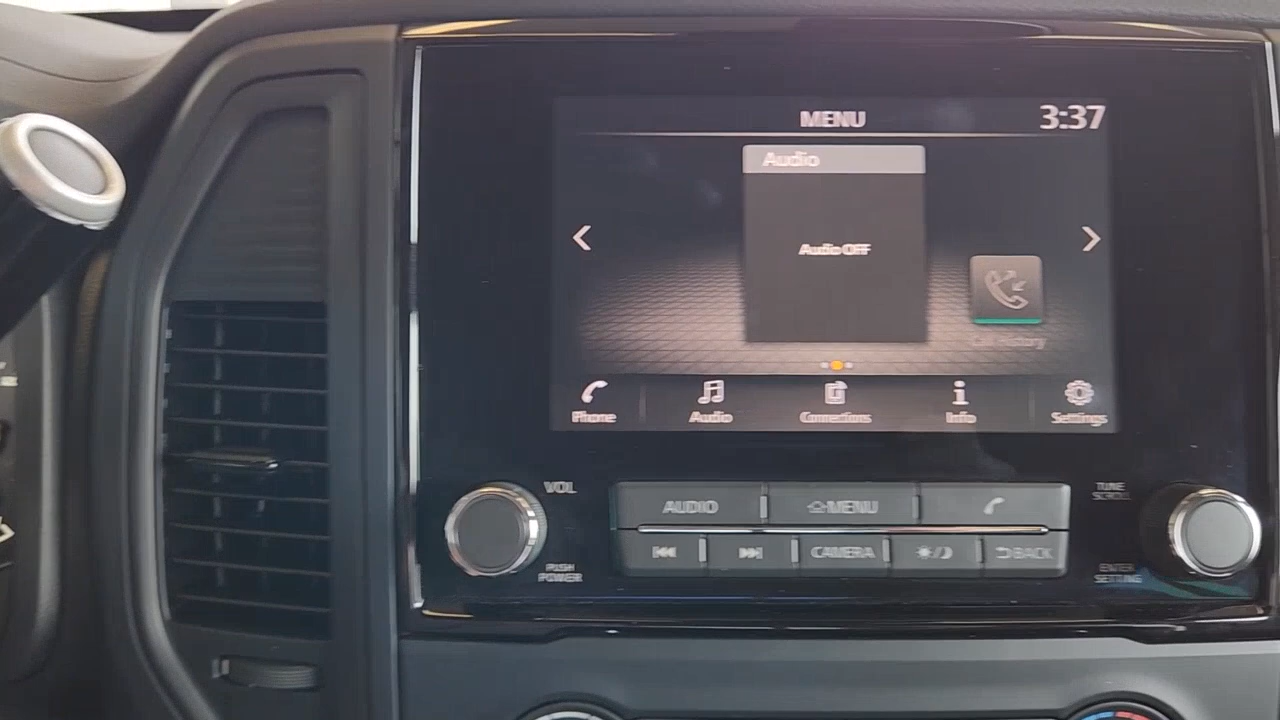 MENU
3:37
Audio
Audio OFF
Call History
Phone
Audio
Connections
Info
Settings
VOL
AUDIO
MENU
TUNE
SCROLL
CAMERA
BACK
PUSH
POWER
ENTER
SETTING